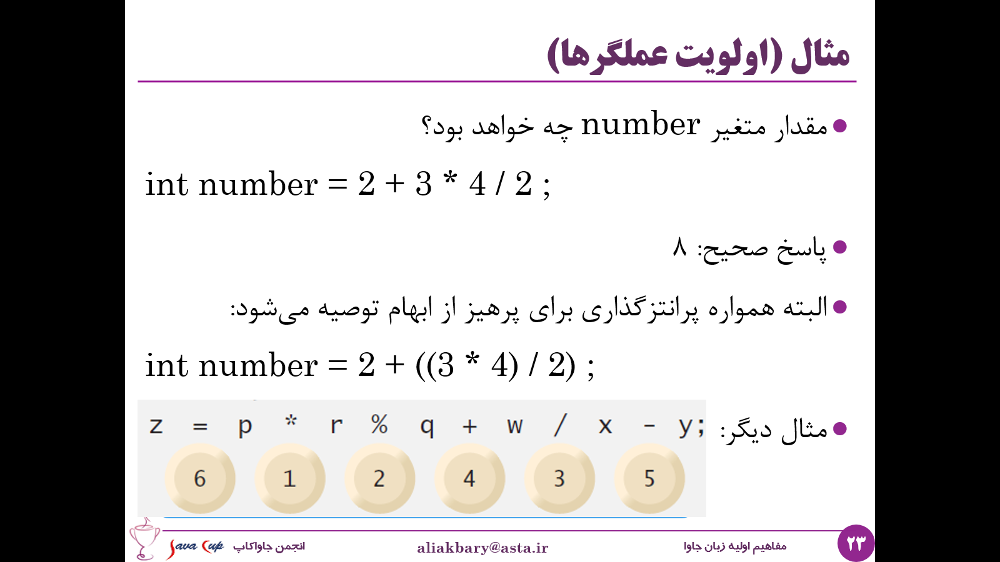 مثال (اولویت عملگرها)
مقدار متغیر number چه خواهد بود؟
int number = 2 + 3 * 4 / 2 ;
پاسخ صحیح: ۸
البته همواره پرانتزگذاری برای پرهیز از ابهام توصیه می‌شود:
int number = 2 + ((3 * 4) / 2) ;
مثال دیگر:
z = p * r % q + w / x - y;
6 1 2 4 3 5
Java Cup انجمن جاواکاپ
aliakbary@asta.ir
مفاهیم اولیه زبان جاوا
۲۳